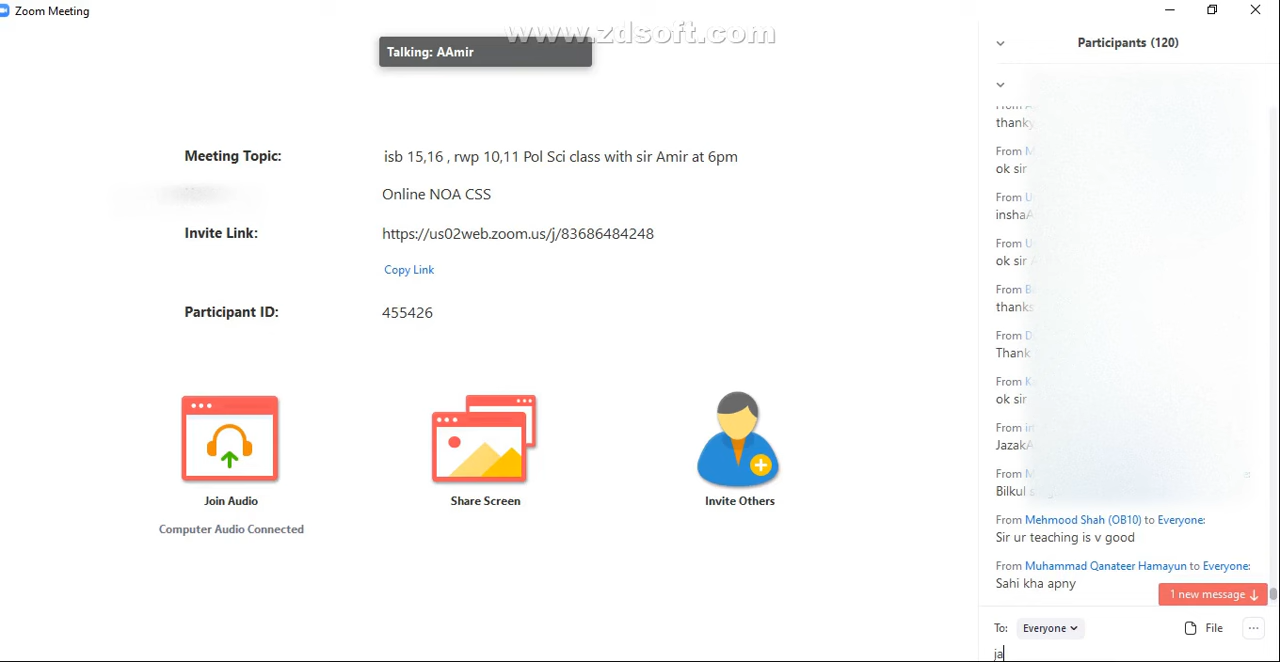 Zoom Meeting
www.zdsoft.com
Talking: AAmir
Participants (120)
Meeting Topic:
isb 15,16 , rwp 10,11 Pol Sci class with sir Amir at 6pm
Online NOA CSS
Invite Link:
https://us02web.zoom.us/j/83686484248
Copy Link
Participant ID:
455426
Join Audio
Computer Audio Connected
Share Screen
Invite Others
From
From
ok sir
From
From
ok sir
From
From
Thank
From
ok sir
From
From
Bilkul
From Mehmood Shah (OB10) to Everyone:
Sir ur teaching is v good
From Muhammad Qanateer Hamayun to Everyone:
Sahi kha apny
1 new message ↓
To: Everyone
File
ja